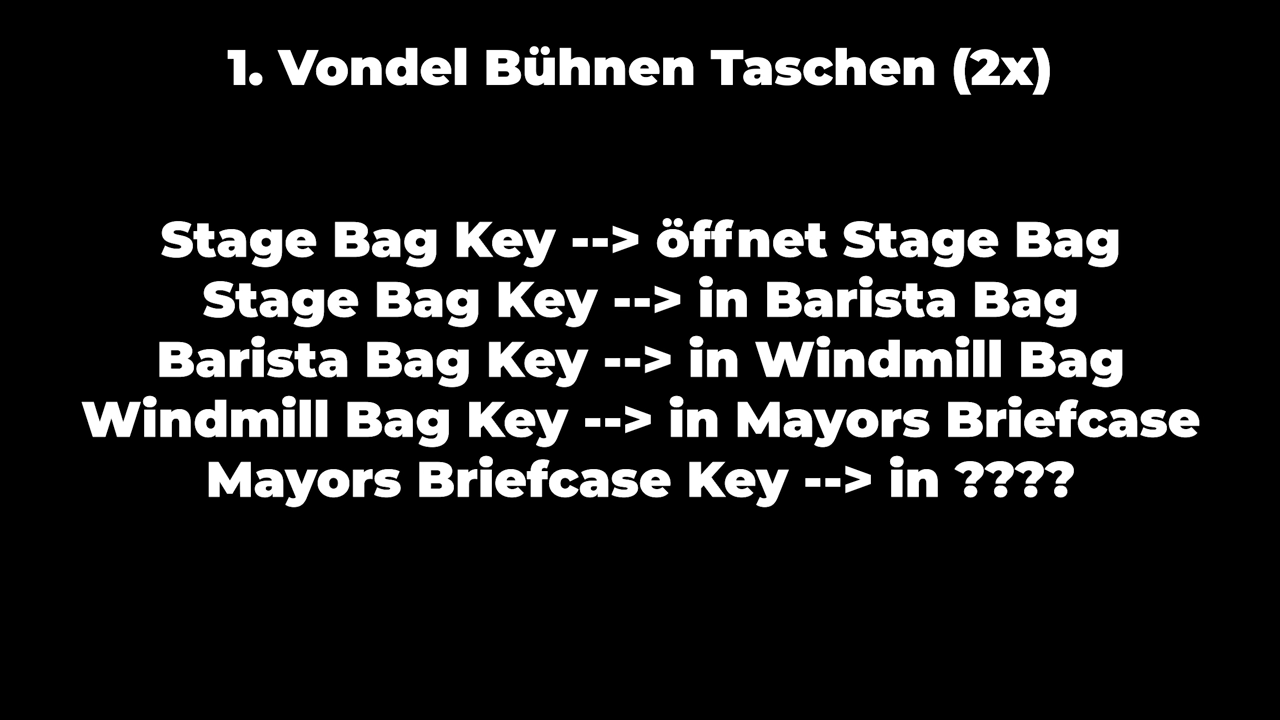 1. Vondel Bühnen Taschen (2x)
Stage Bag Key --> öffnet Stage Bag
Stage Bag Key --> in Barista Bag
Barista Bag Key --> in Windmill Bag
Windmill Bag Key --> in Mayors Briefcase
Mayors Briefcase Key --> in ????